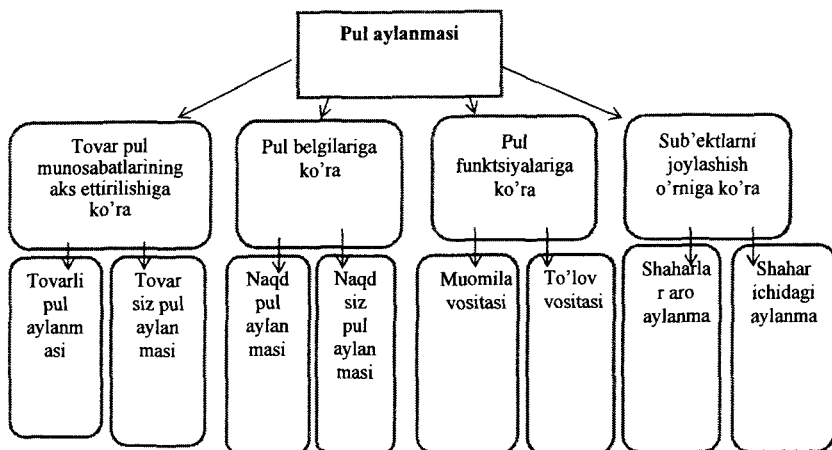 Pul aylanmasi
Tovar pul
munosabatlarining
aks ettirilishiga
ko’ra
Pul belgilariga
ko’ra
Pul
funktsiyalariga
ko’ra
Sub’ektlarni
joylashish
o’rniga ko’ra
Tovarli
pul
aylanm
asi
Tovar
siz pul
aylan
masi
Naqd
pul
aylan
masi
Naqd
siz
pul
aylan
masi
Muomila
vositasi
To’lov
vositasi
Shaharla
r aro
aylanma
Shahar
ichidagi
aylanma